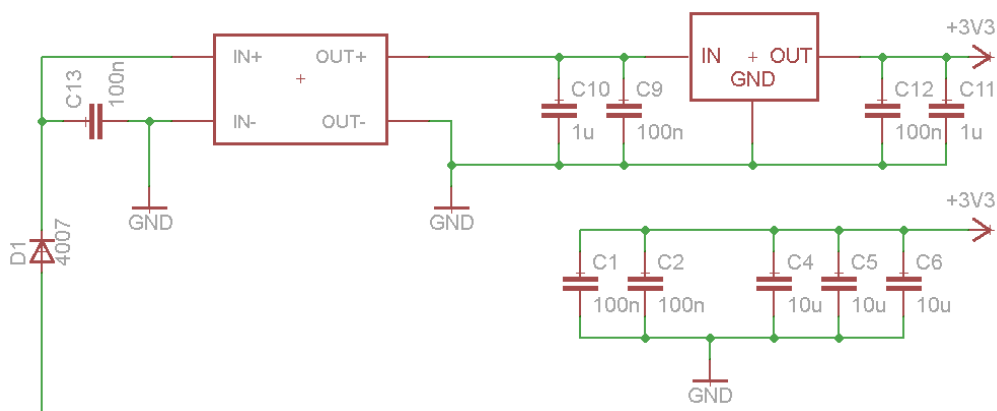 +3V3
IN+
OUT+
IN-
OUT-
C13
100n
IN
OUT
GND
C10
1u
C9
100n
C12
100n
C11
1u
GND
GND
D1
4007
+3V3
C1
100n
C2
100n
C4
10u
C5
10u
C6
10u
GND